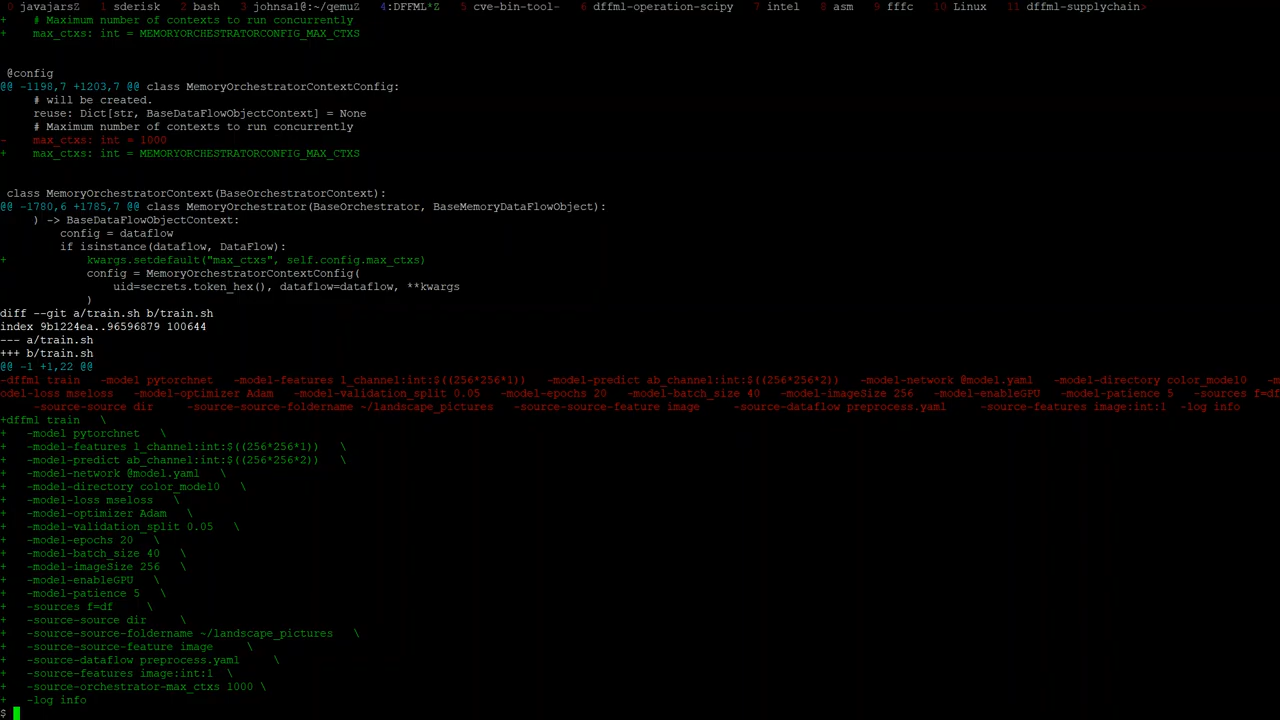 0 javajarsZ 1 sderisk 2 bash 3 johnsa1@:~/qemuZ 4:DFFML*Z 5 cve-bin-tool- 6 dffml-operation-scipy 7 intel 8 asm 9 fffc 10 Linux 11 dffml-supplychain>
+    # Maximum number of contexts to run concurrently
+    max_ctxs: int = MEMORYORCHESTRATORCONFIG_MAX_CTXS
@config
@@ -1198,7 +1203,7 @@ class MemoryOrchestratorContextConfig:
# will be created.
reuse: Dict[str, BaseDataFlowObjectContext] = None
# Maximum number of contexts to run concurrently
-    max_ctxs: int = 1000
+    max_ctxs: int = MEMORYORCHESTRATORCONFIG_MAX_CTXS
class MemoryOrchestratorContext(BaseOrchestratorContext):
@@ -1780,6 +1785,7 @@ class MemoryOrchestrator(BaseOrchestrator, BaseMemoryDataFlowObject):
) -> BaseDataFlowObjectContext:
config = dataflow
if isinstance(dataflow, DataFlow):
+            kwargs.setdefault("max_ctxs", self.config.max_ctxs)
config = MemoryOrchestratorContextConfig(
uid=secrets.token_hex(), dataflow=dataflow, **kwargs
)
diff --git a/train.sh b/train.sh
index 9b1224ea..96596879 100644
--- a/train.sh
+++ b/train.sh
@@ -1 +1,22 @@
-dffml train   -model pytorchnet   -model-features l_channel:int:$((256*256*1))   -model-predict ab_channel:int:$((256*256*2))   -model-network @model.yaml   -model-directory color_model0   -m
odel-loss mseloss   -model-optimizer Adam   -model-validation_split 0.05   -model-epochs 20   -model-batch_size 40   -model-imageSize 256   -model-enableGPU   -model-patience 5   -sources f=df
-source-source dir     -source-source-foldername ~/landscape_pictures   -source-source-feature image     -source-dataflow preprocess.yaml     -source-features image:int:1  -log info
+dffml train   \
+   -model pytorchnet   \
+   -model-features l_channel:int:$((256*256*1))   \
+   -model-predict ab_channel:int:$((256*256*2))   \
+   -model-network @model.yaml   \
+   -model-directory color_model0   \
+   -model-loss mseloss   \
+   -model-optimizer Adam   \
+   -model-validation_split 0.05   \
+   -model-epochs 20   \
+   -model-batch_size 40   \
+   -model-imageSize 256   \
+   -model-enableGPU   \
+   -model-patience 5   \
+   -sources f=df     \
+   -source-source dir     \
+   -source-source-foldername ~/landscape_pictures   \
+   -source-source-feature image     \
+   -source-dataflow preprocess.yaml     \
+   -source-features image:int:1  \
+   -source-orchestrator-max_ctxs 1000 \
+   -log info
$